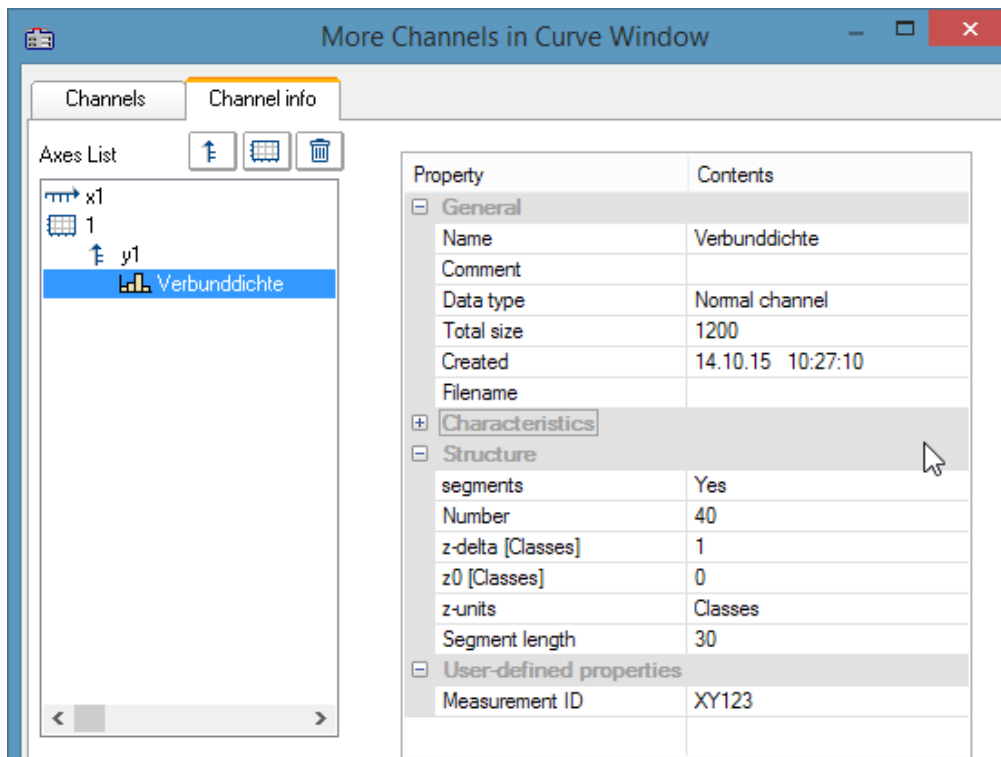 More Channels in Curve Window
Channels Channel info
Axes List
x1
1
y1
Verbunddichte
Property Contents
General
Name Verbunddichte
Comment
Data type Normal channel
Total size 1200
Created 14.10.15 10:27:10
Filename
Characteristics
Structure
segments Yes
Number 40
z-delta [Classes] 1
z0 [Classes] 0
z-units Classes
Segment length 30
User-defined properties
Measurement ID XY123